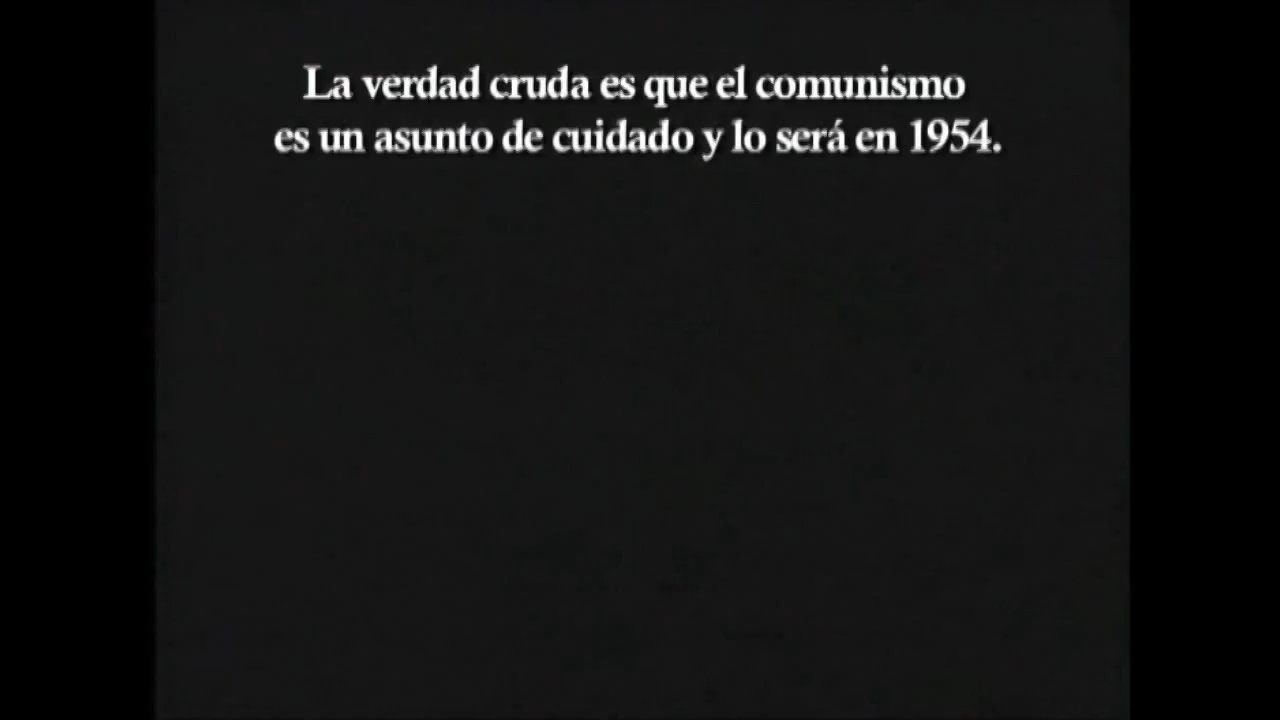 La verdad cruda es que el comunismo
es un asunto de cuidado y lo será en 1954.